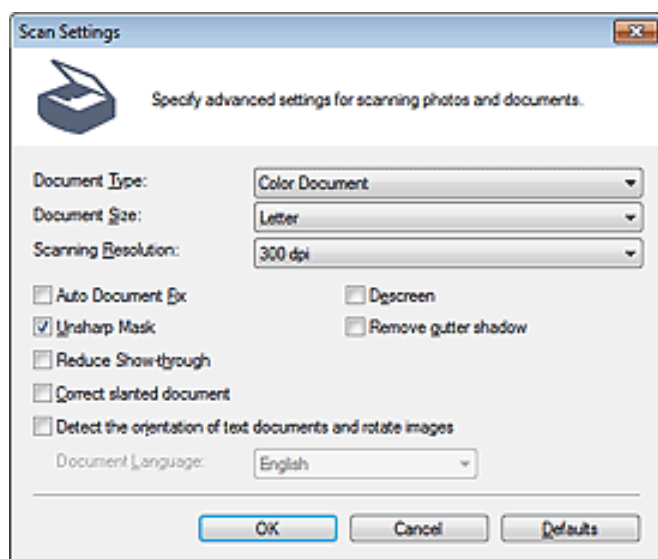 Scan Settings
Specify advanced settings for scanning photos and documents.
Document Type: Color Document
Document Size: Letter
Scanning Resolution: 300 dpi
Auto Document Fix Descreen
Unsharp Mask Remove gutter shadow
Reduce Show-through
Correct slanted document
Detect the orientation of text documents and rotate images
Document Language: English
OK Cancel Defaults